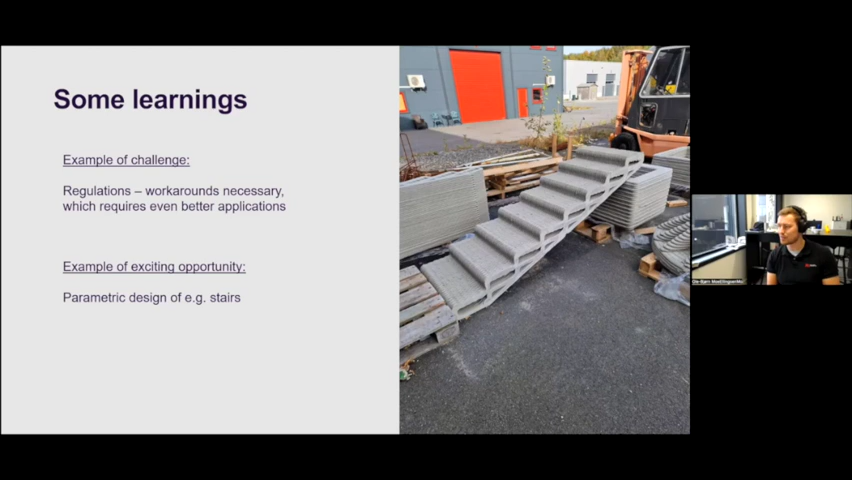 Some learnings
Example of challenge:
Regulations – workarounds necessary,
which requires even better applications
Example of exciting opportunity:
Parametric design of e.g. stairs